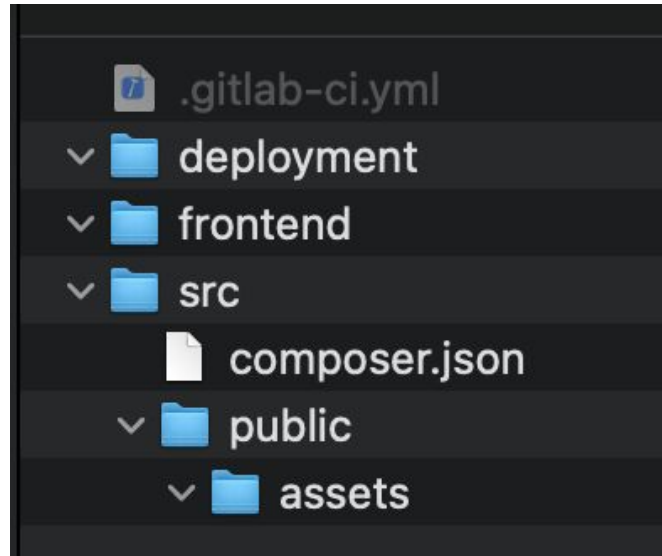 .gitlab-ci.yml
deployment
frontend
src
composer.json
public
assets